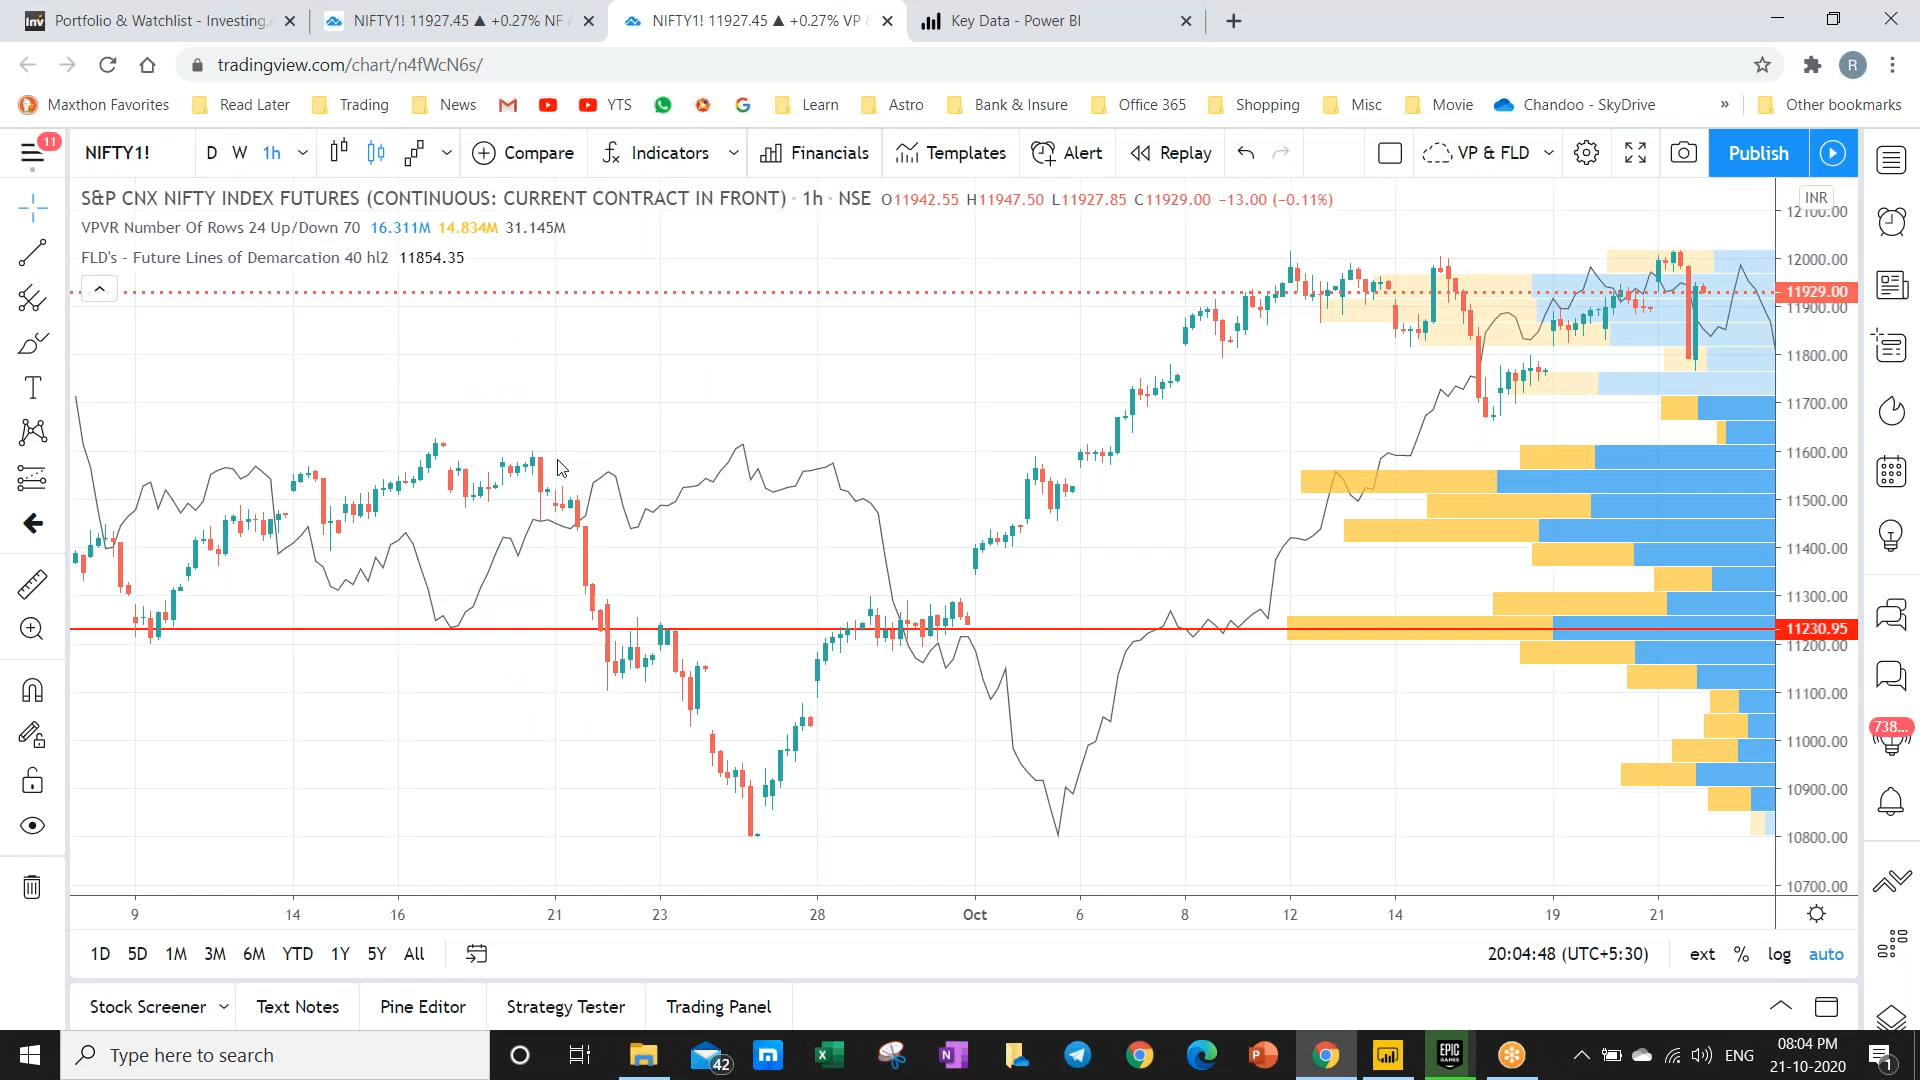 Inv Portfolio & Watchlist - Investing.c
NIFTY1! 11927.45 ▲ +0.27% NF /
NIFTY1! 11927.45 ▲ +0.27% VP &
Key Data - Power BI
tradingview.com/chart/n4fWcN6s/
R
Maxthon Favorites Read Later Trading News YTS Learn Astro Bank & Insure Office 365 Shopping Misc Movie Chandoo - SkyDrive » Other bookmarks
11 NIFTY1! D W 1h Compare Indicators Financials Templates Alert Replay VP & FLD Publish
S&P CNX NIFTY INDEX FUTURES (CONTINUOUS: CURRENT CONTRACT IN FRONT) · 1h · NSE O11942.55 H11947.50 L11927.85 C11929.00 −13.00 (−0.11%)
INR
VPVR Number Of Rows 24 Up/Down 70 16.311M 14.834M 31.145M
FLD's - Future Lines of Demarcation 40 hl2 11854.35
12100.00
12000.00
11929.00
11900.00
11800.00
11700.00
11600.00
11500.00
11400.00
11300.00
11230.95
11200.00
11100.00
11000.00
10900.00
10800.00
10700.00
738...
9 14 16 21 23 28 Oct 6 8 12 14 19 21
1D 5D 1M 3M 6M YTD 1Y 5Y All
20:04:48 (UTC+5:30) ext % log auto
Stock Screener Text Notes Pine Editor Strategy Tester Trading Panel
Type here to search
42
EPIC GAMES
ENG
08:04 PM
21-10-2020
1